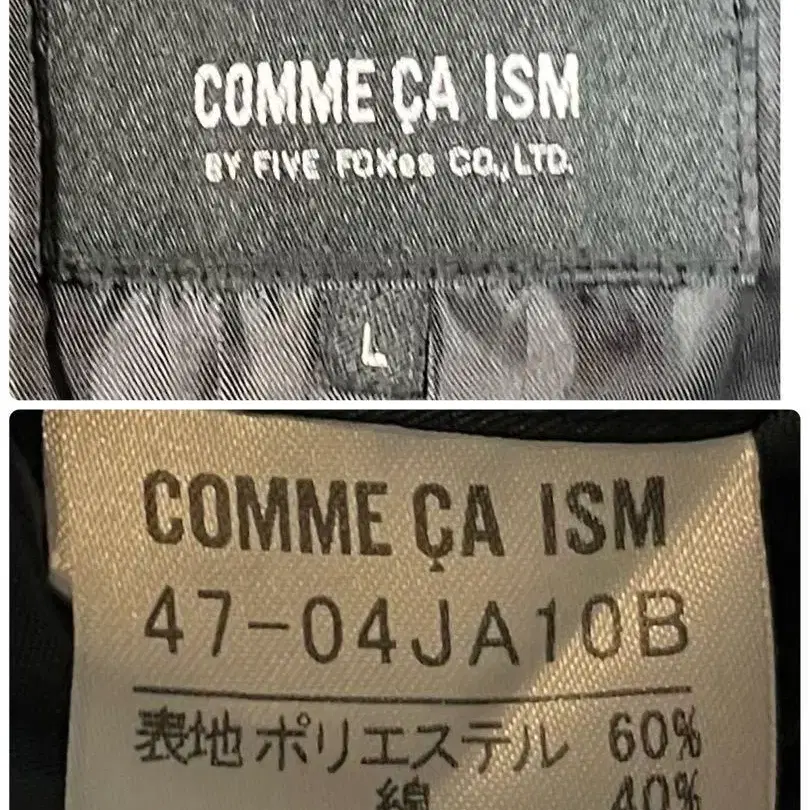 COMME ÇA ISM
BY FIVE FOXes CO.,LTD.
L
COMME ÇA ISM
47-04JA10B
表地 ポリエステル 60%
綿 40%